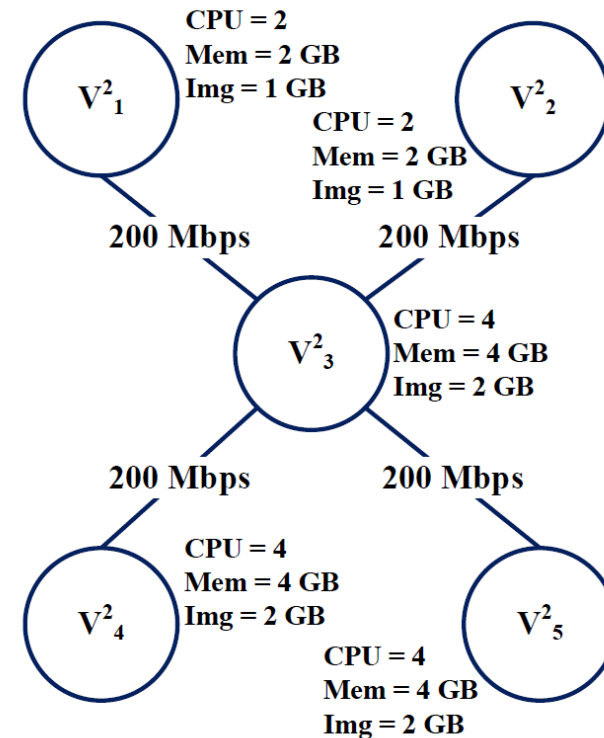 CPU = 2
Mem = 2 GB
Img = 1 GB
V²₁
V²₂
CPU = 2
Mem = 2 GB
Img = 1 GB
200 Mbps
200 Mbps
CPU = 4
Mem = 4 GB
Img = 2 GB
V²₃
200 Mbps
200 Mbps
CPU = 4
Mem = 4 GB
Img = 2 GB
V²₄
V²₅
CPU = 4
Mem = 4 GB
Img = 2 GB